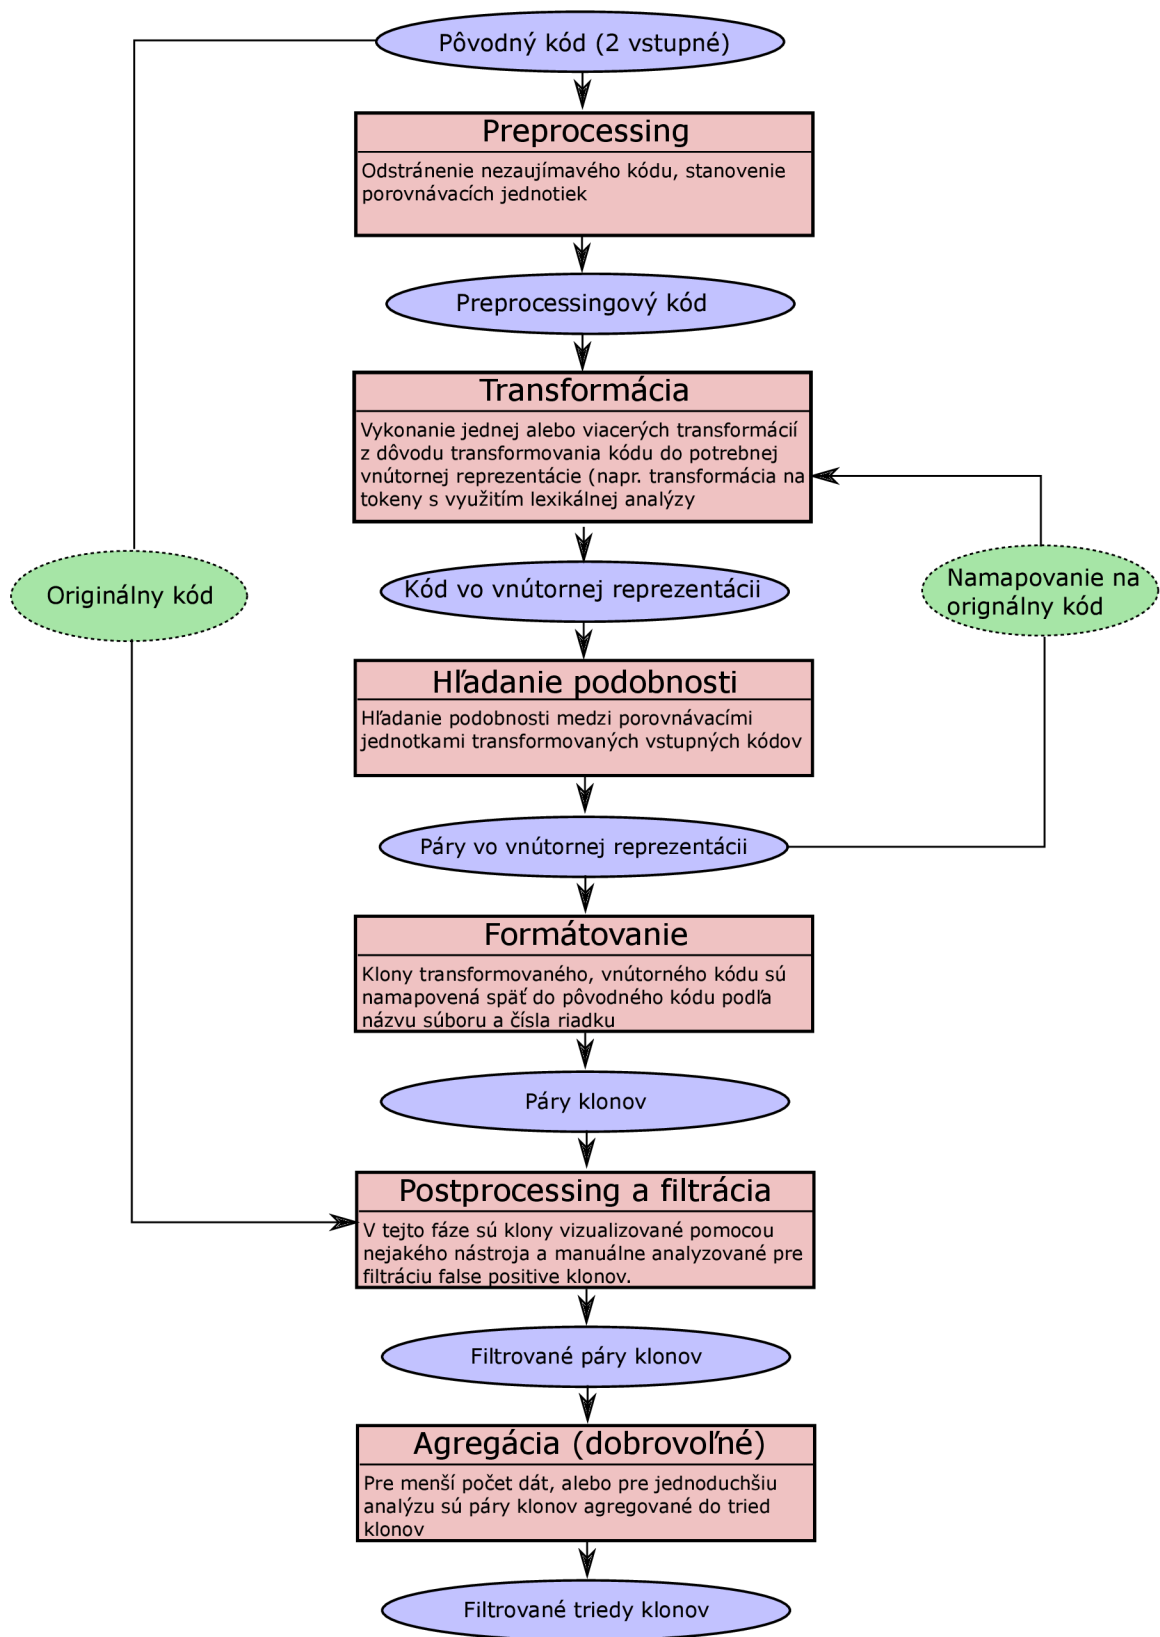 Pôvodný kód (2 vstupné)
Preprocessing
Odstránenie nezaujímavého kódu, stanovenie
porovnávacích jednotiek
Preprocessingový kód
Transformácia
Vykonanie jednej alebo viacerých transformácií
z dôvodu transformovania kódu do potrebnej
vnútornej reprezentácie (napr. transformácia na
tokeny s využitím lexikálnej analýzy
Originálny kód
Kód vo vnútornej reprezentácii
Namapovanie na
orignálny kód
Hľadanie podobnosti
Hľadanie podobnosti medzi porovnávacími
jednotkami transformovaných vstupných kódov
Páry vo vnútornej reprezentácii
Formátovanie
Klony transformovaného, vnútorného kódu sú
namapovená späť do pôvodného kódu podľa
názvu súboru a čísla riadku
Páry klonov
Postprocessing a filtrácia
V tejto fáze sú klony vizualizované pomocou
nejakého nástroja a manuálne analyzované pre
filtráciu false positive klonov.
Filtrované páry klonov
Agregácia (dobrovoľné)
Pre menší počet dát, alebo pre jednoduchšiu
analýzu sú páry klonov agregované do tried
klonov
Filtrované triedy klonov